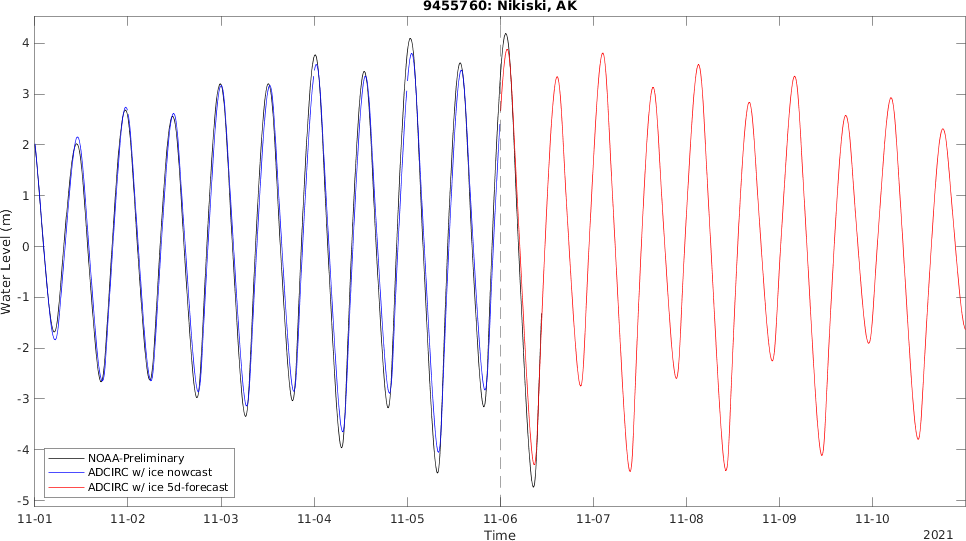 9455760: Nikiski, AK
Water Level (m)
4
3
2
1
0
-1
-2
-3
-4
-5
NOAA-Preliminary
ADCIRC w/ ice nowcast
ADCIRC w/ ice 5d-forecast
11-01 11-02 11-03 11-04 11-05 11-06 11-07 11-08 11-09 11-10
Time
2021